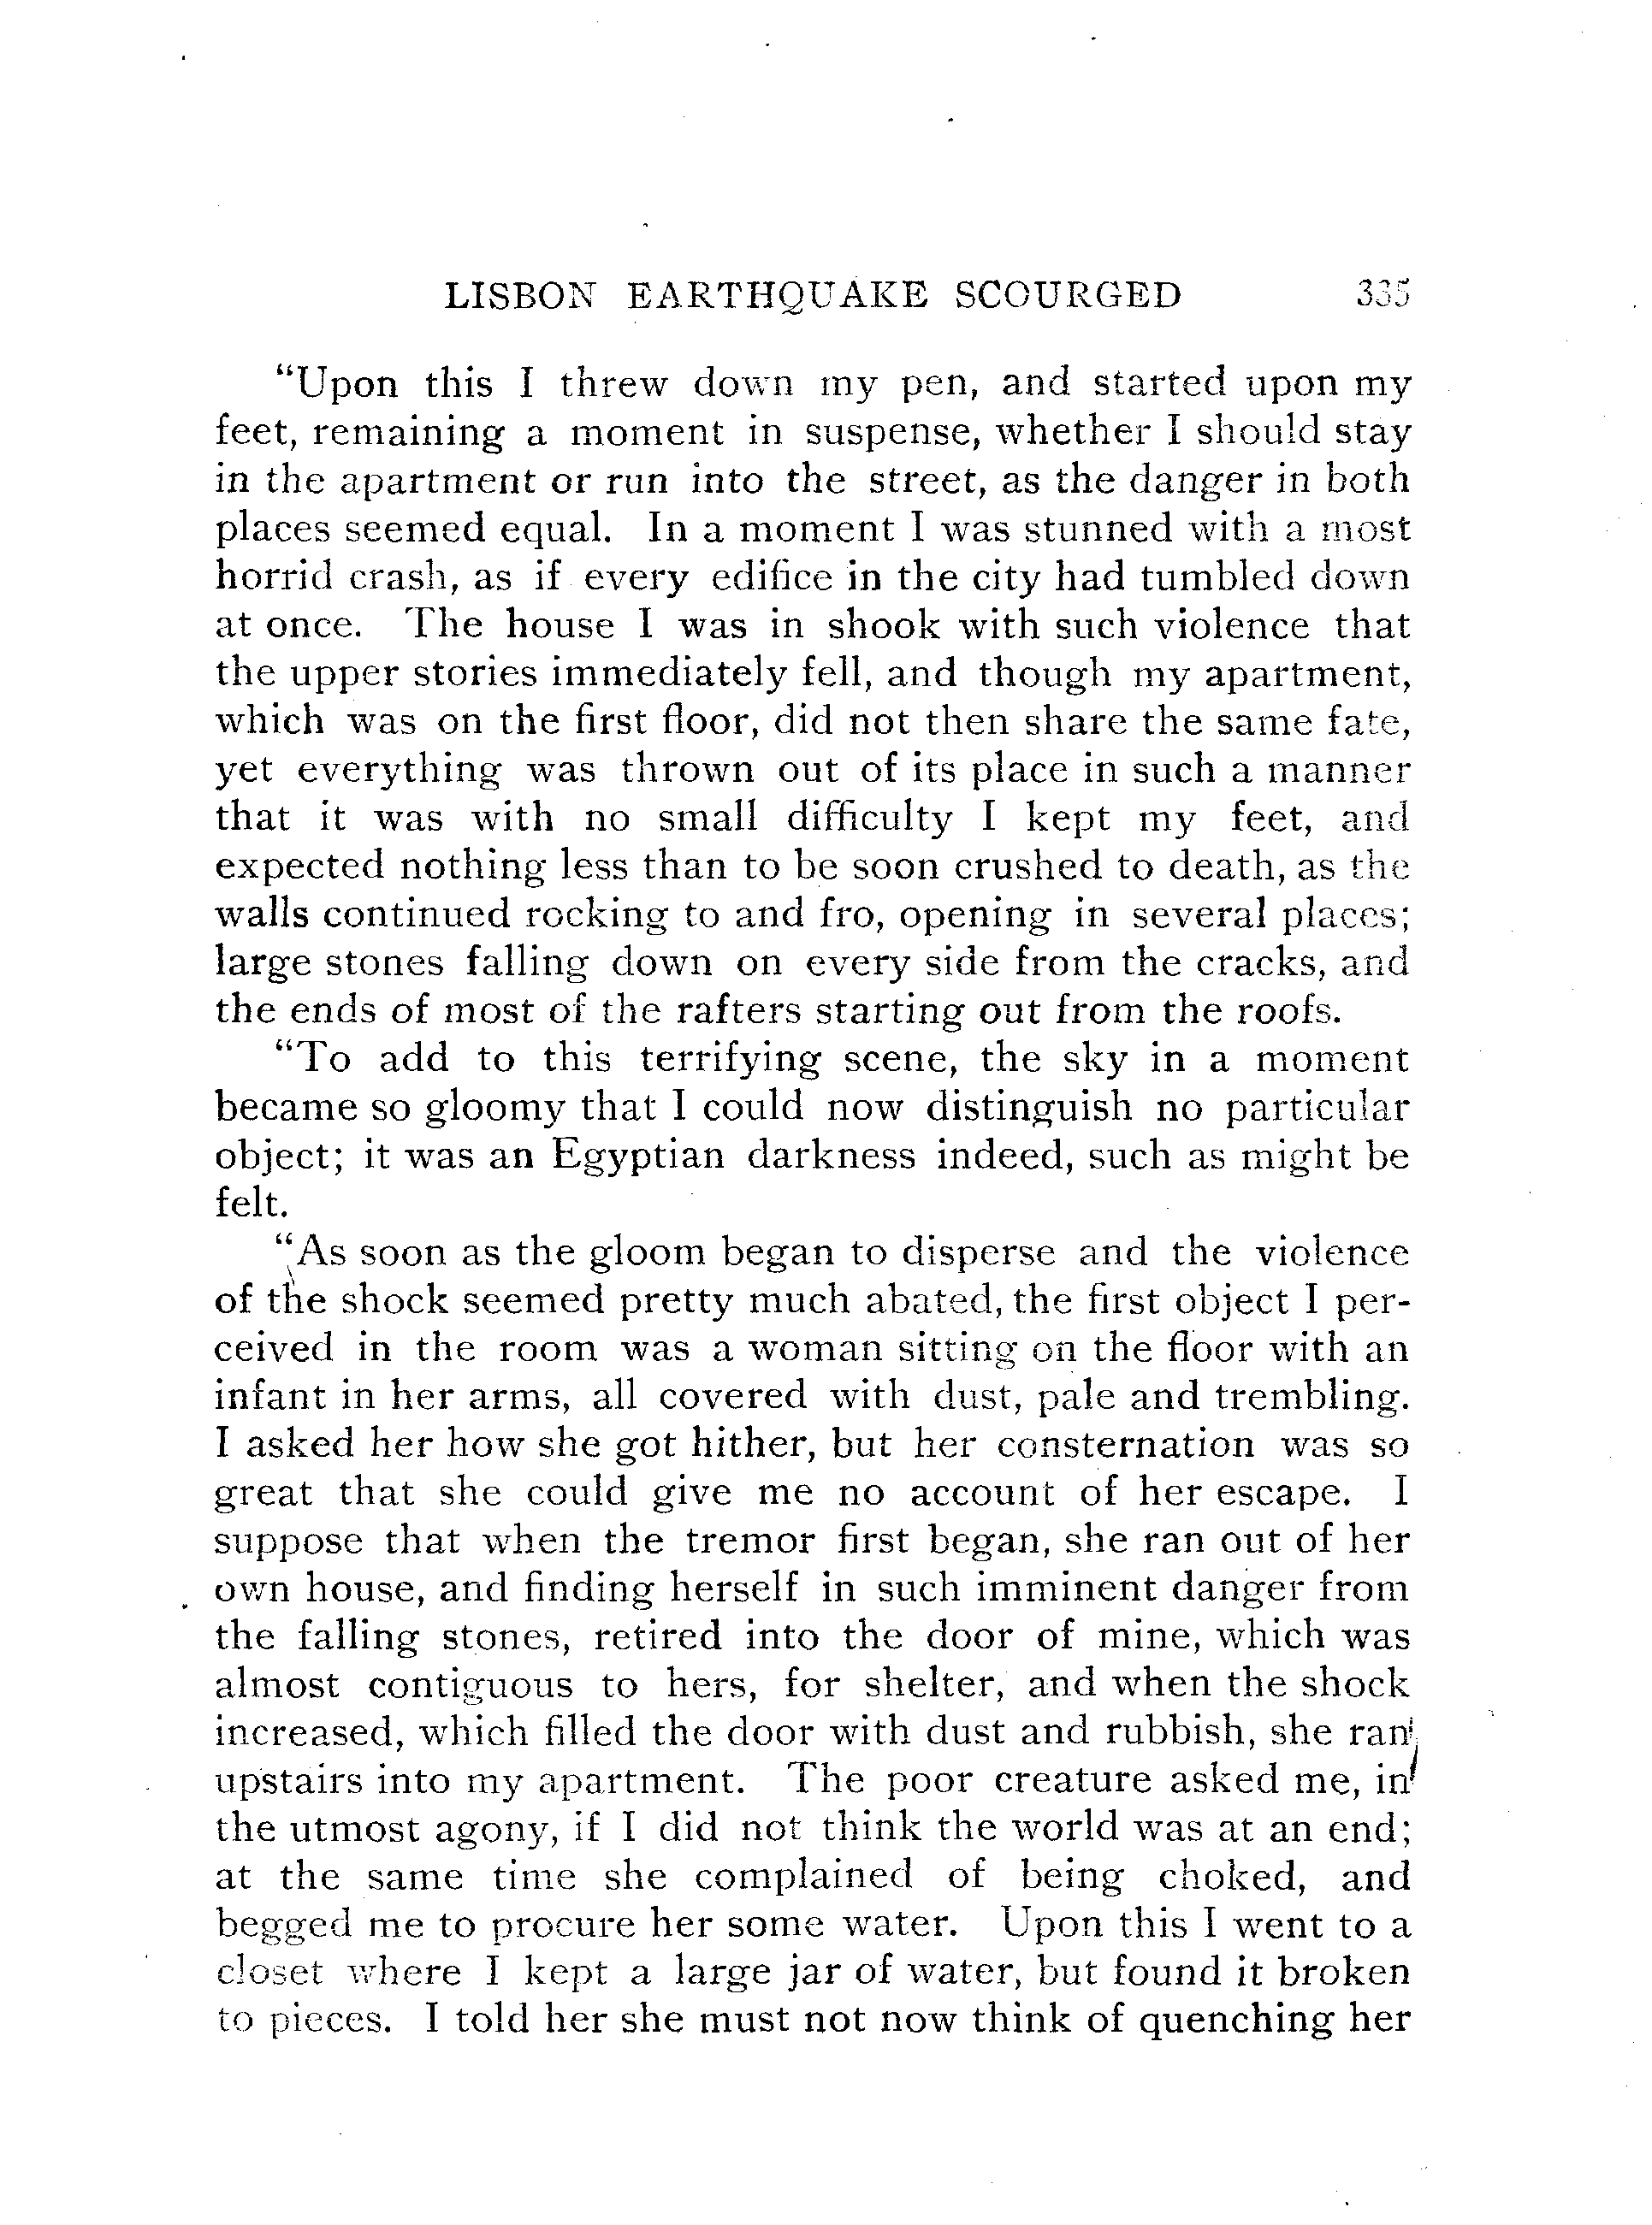 LISBON EARTHQUAKE SCOURGED 335
“Upon this I threw down my pen, and started upon my
feet, remaining a moment in suspense, whether I should stay
in the apartment or run into the street, as the danger in both
places seemed equal. In a moment I was stunned with a most
horrid crash, as if every edifice in the city had tumbled down
at once. The house I was in shook with such violence that
the upper stories immediately fell, and though my apartment,
which was on the first floor, did not then share the same fate,
yet everything was thrown out of its place in such a manner
that it was with no small difficulty I kept my feet, and
expected nothing less than to be soon crushed to death, as the
walls continued rocking to and fro, opening in several places;
large stones falling down on every side from the cracks, and
the ends of most of the rafters starting out from the roofs.
“To add to this terrifying scene, the sky in a moment
became so gloomy that I could now distinguish no particular
object; it was an Egyptian darkness indeed, such as might be
felt.
“As soon as the gloom began to disperse and the violence
of the shock seemed pretty much abated, the first object I per-
ceived in the room was a woman sitting on the floor with an
infant in her arms, all covered with dust, pale and trembling.
I asked her how she got hither, but her consternation was so
great that she could give me no account of her escape. I
suppose that when the tremor first began, she ran out of her
own house, and finding herself in such imminent danger from
the falling stones, retired into the door of mine, which was
almost contiguous to hers, for shelter, and when the shock
increased, which filled the door with dust and rubbish, she ran
upstairs into my apartment. The poor creature asked me, in
the utmost agony, if I did not think the world was at an end;
at the same time she complained of being choked, and
begged me to procure her some water. Upon this I went to a
closet where I kept a large jar of water, but found it broken
to pieces. I told her she must not now think of quenching her